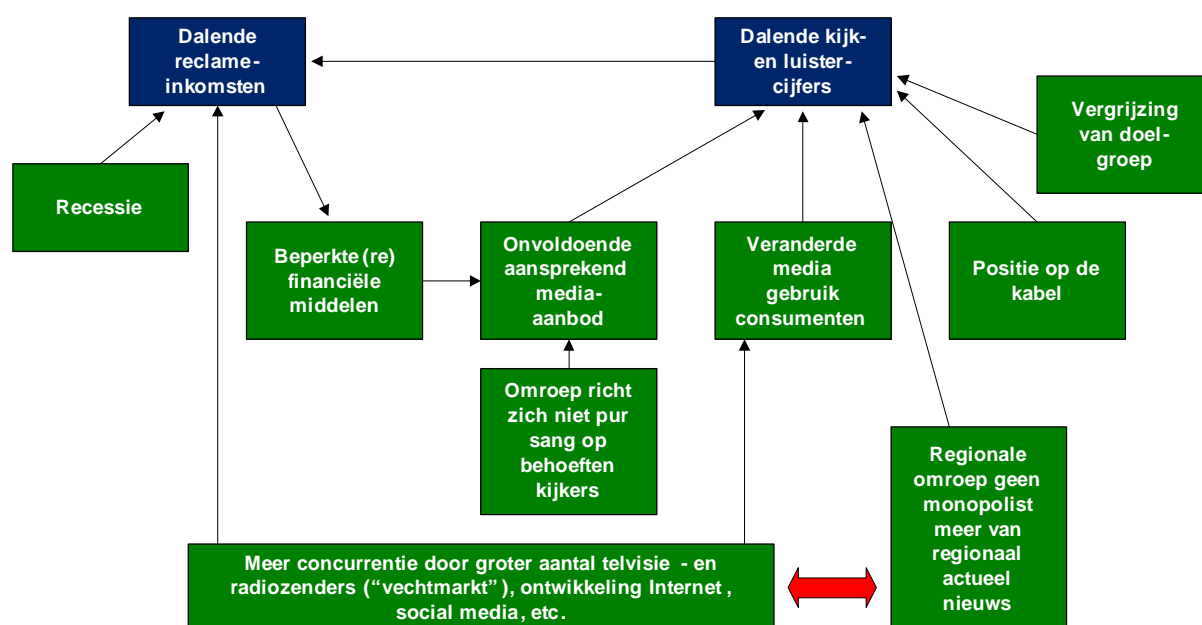 Dalende
reclame-
inkomsten
Dalende kijk-
en luister-
cijfers
Vergrijzing
van doel-
groep
Recessie
Beperkte (re)
financiële
middelen
Onvoldoende
aansprekend
media-
aanbod
Veranderde
media
gebruik
consumenten
Positie op de
kabel
Omroep richt
zich niet pur
sang op
behoeften
kijkers
Regionale
omroep geen
monopolist
meer van
regionaal
actueel
nieuws
Meer concurrentie door groter aantal telvisie - en
radiozenders (“vechtmarkt” ), ontwikkeling Internet ,
social media, etc.